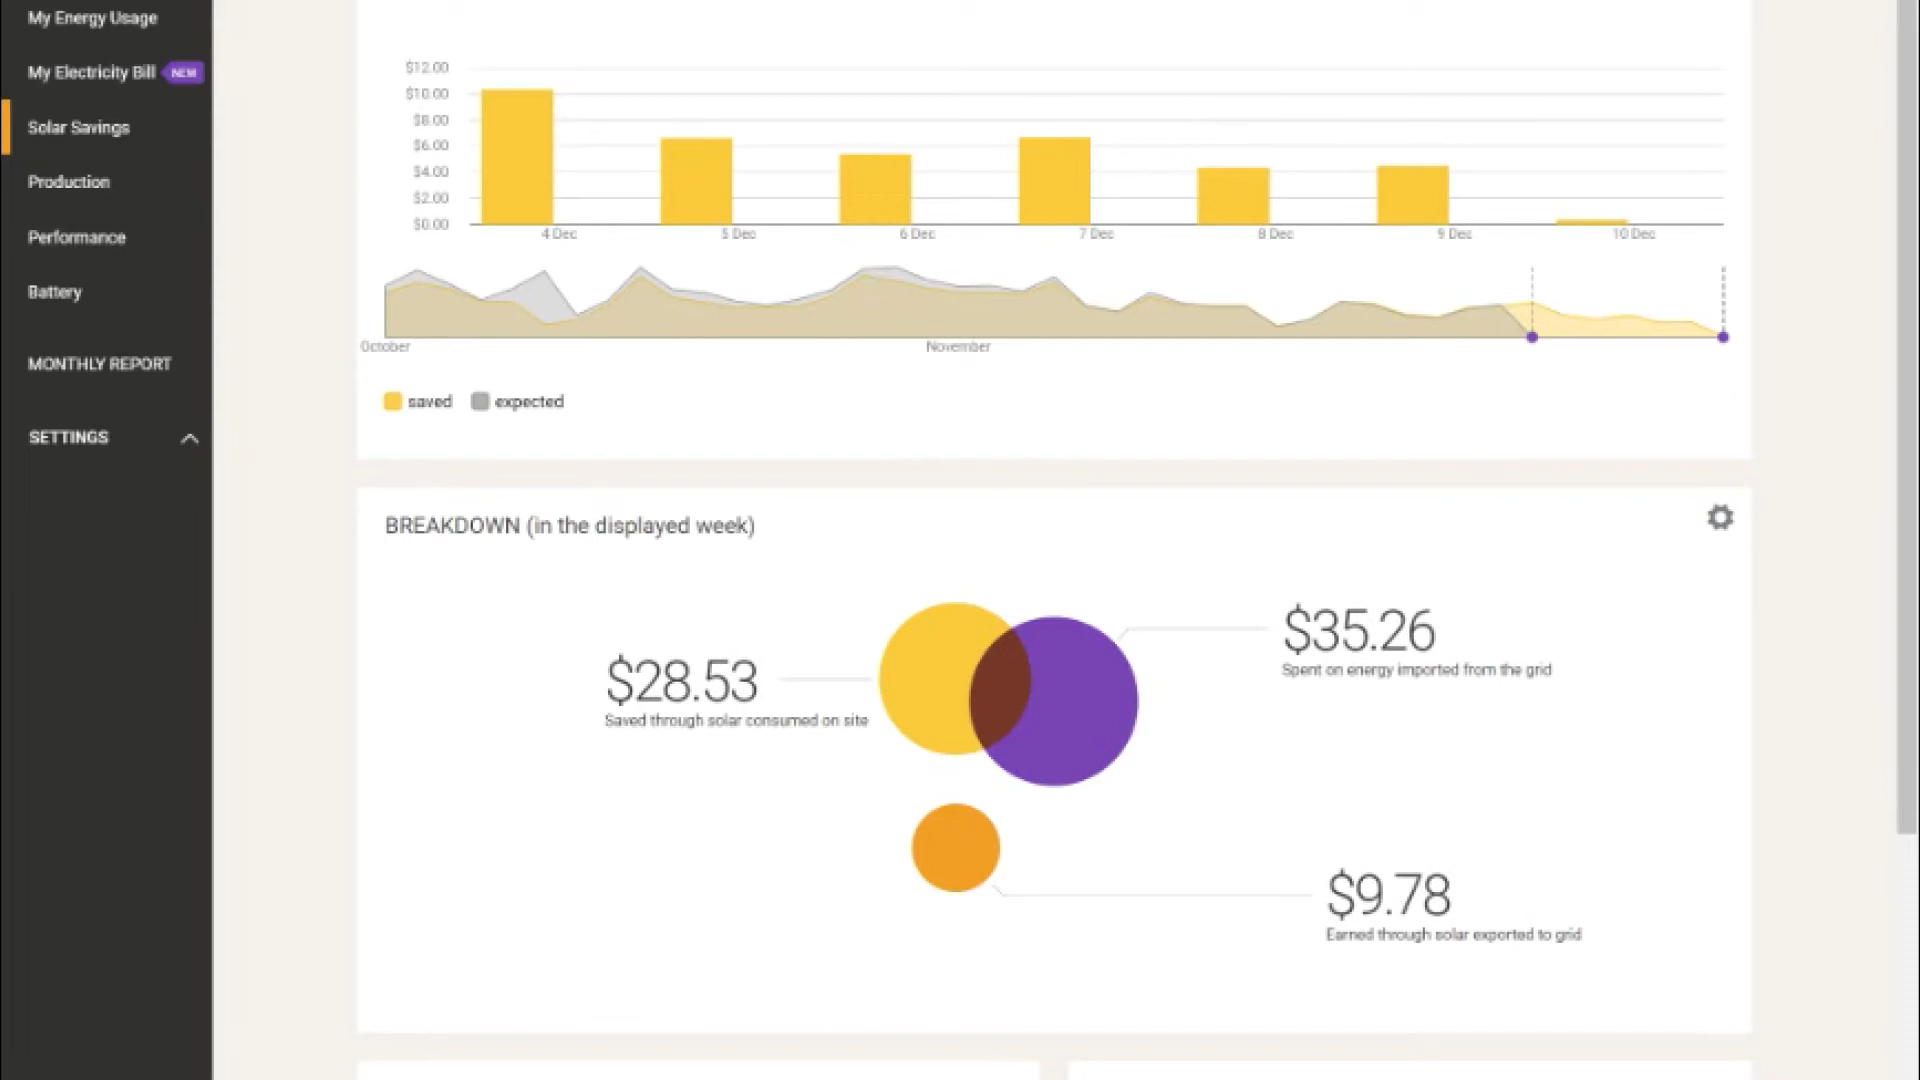 My Energy Usage
My Electricity Bill NEW
Solar Savings
Production
Performance
Battery
MONTHLY REPORT
SETTINGS
$12.00
$10.00
$8.00
$6.00
$4.00
$2.00
$0.00
4 Dec 5 Dec 6 Dec 7 Dec 8 Dec 9 Dec 10 Dec
October November
saved expected
BREAKDOWN (in the displayed week)
$28.53
Saved through solar consumed on site
$35.26
Spent on energy imported from the grid
$9.78
Earned through solar exported to grid